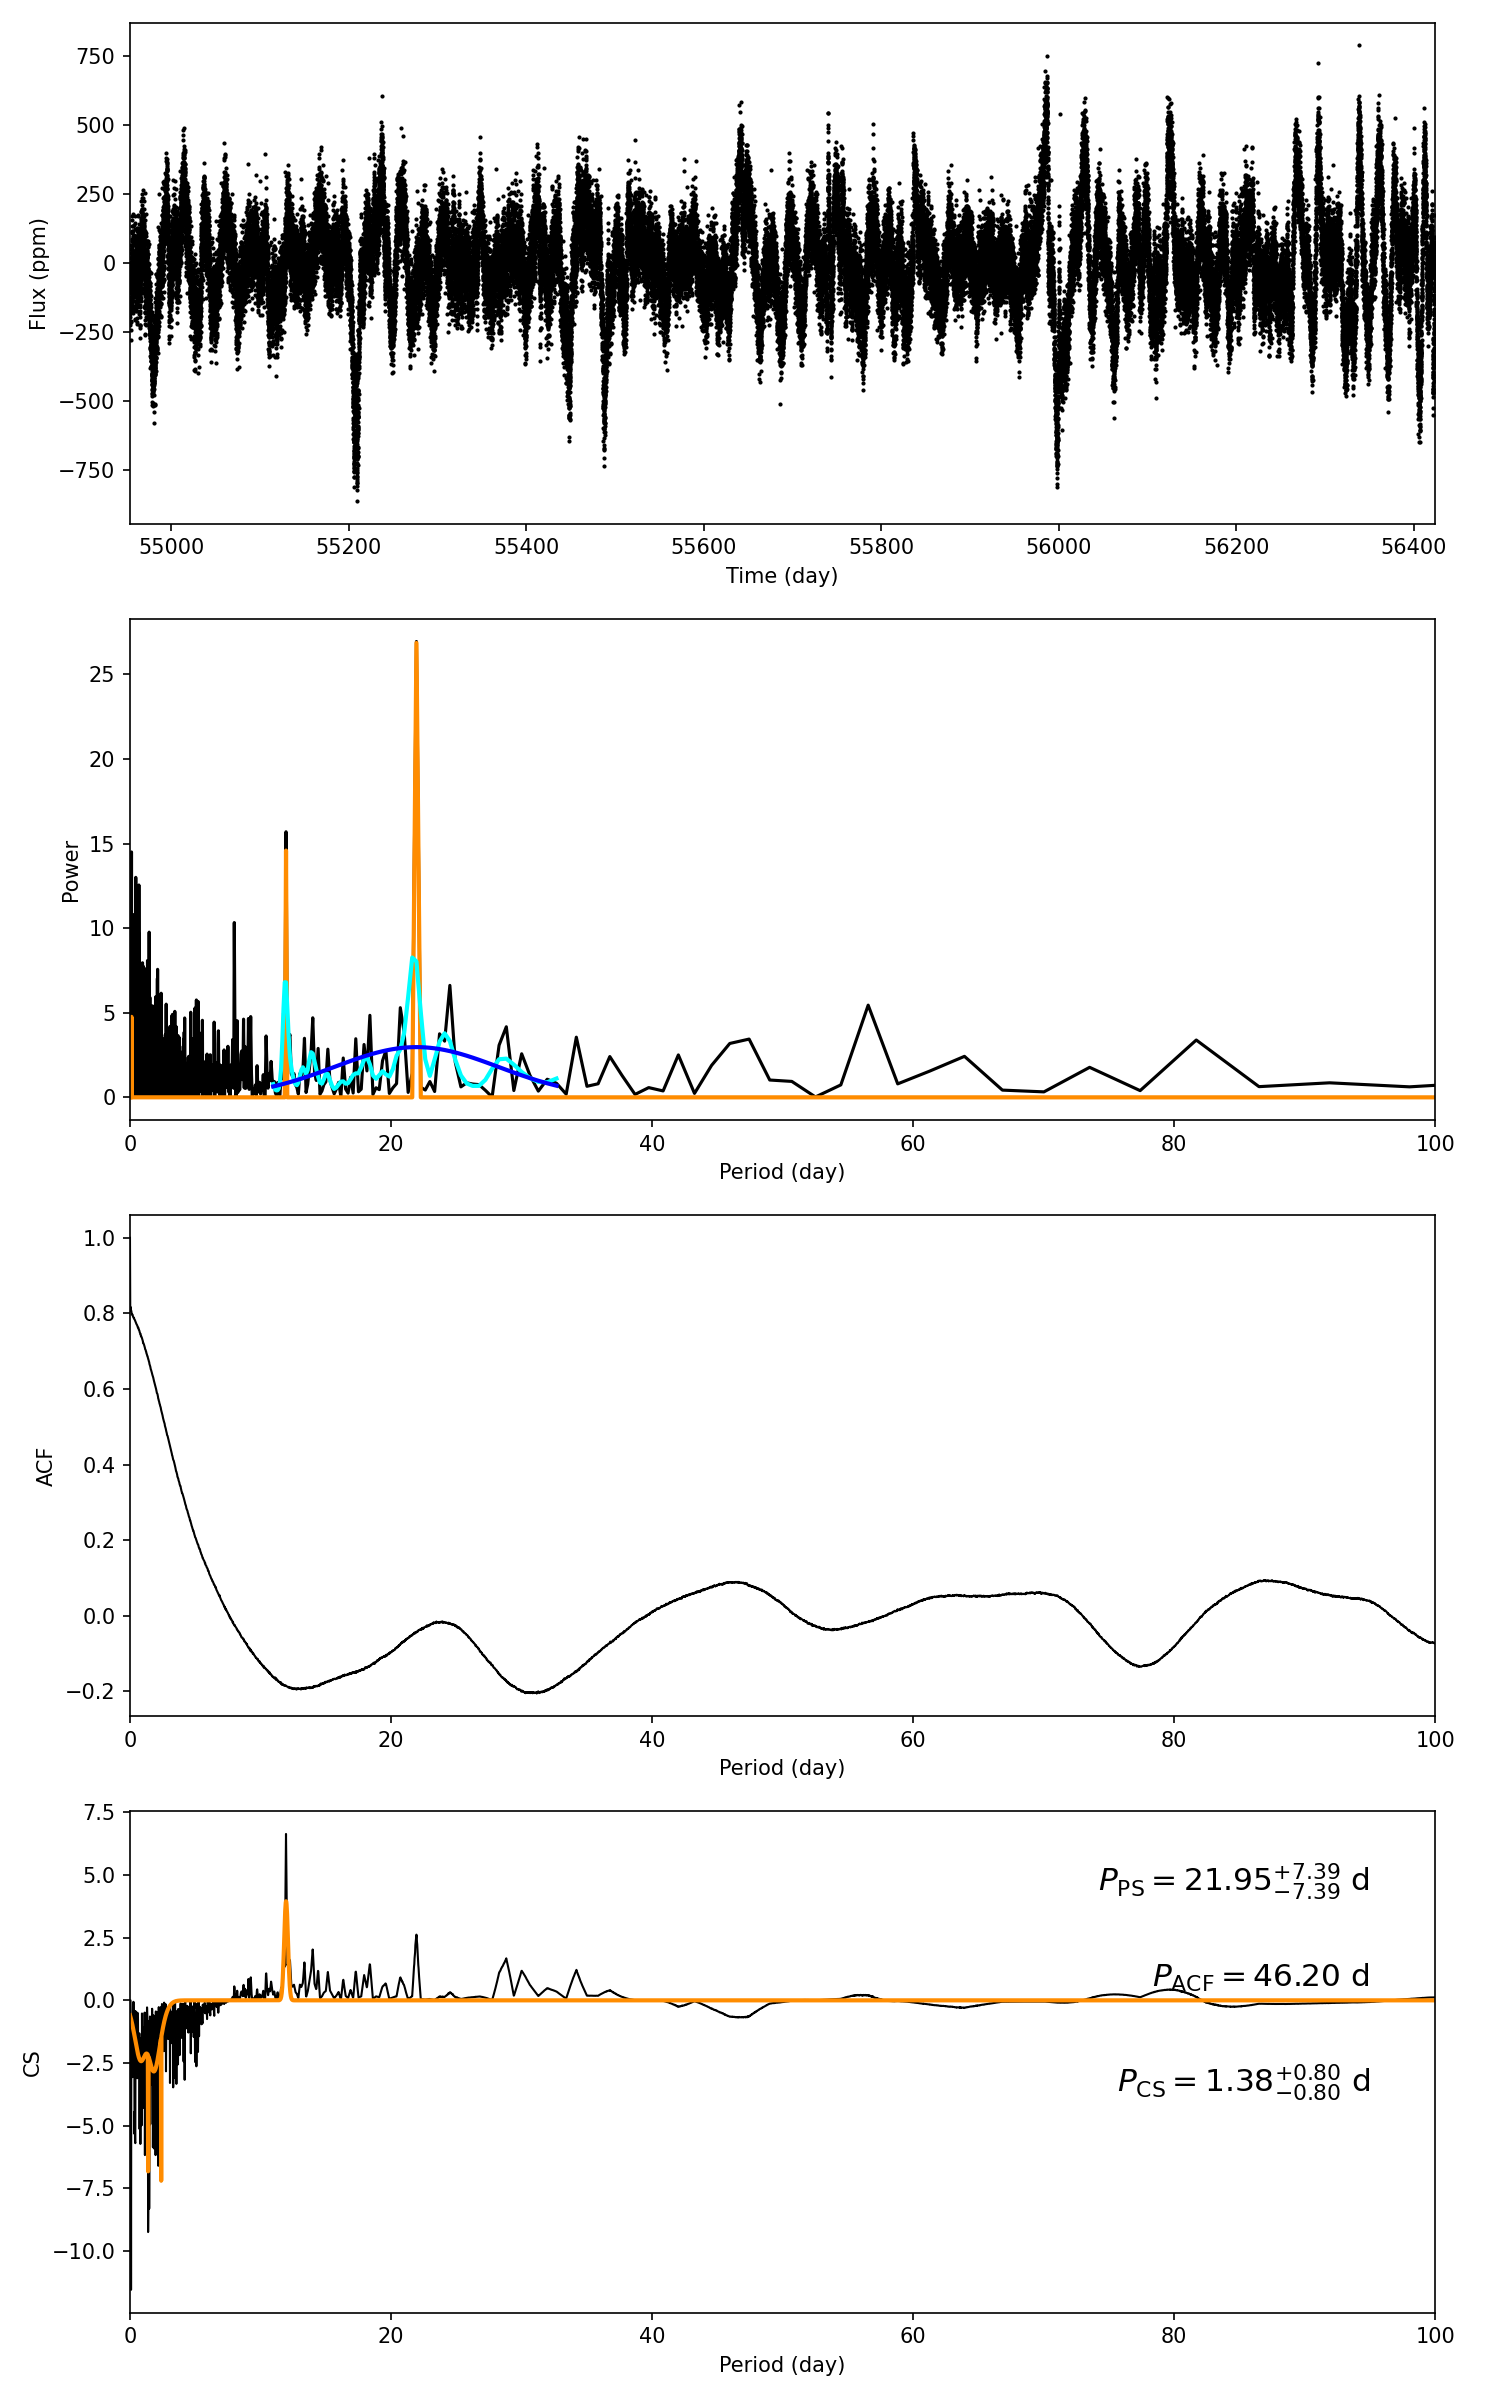 750
500
250
0
−250
−500
−750
Flux (ppm)
55000 55200 55400 55600 55800 56000 56200 56400
Time (day)
25
20
15
10
5
0
Power
0 20 40 60 80 100
Period (day)
1.0
0.8
0.6
0.4
0.2
0.0
−0.2
ACF
0 20 40 60 80 100
Period (day)
7.5
5.0
2.5
0.0
−2.5
−5.0
−7.5
−10.0
CS
P_PS = 21.95^{+7.39}_{−7.39} d
P_ACF = 46.20 d
P_CS = 1.38^{+0.80}_{−0.80} d
0 20 40 60 80 100
Period (day)